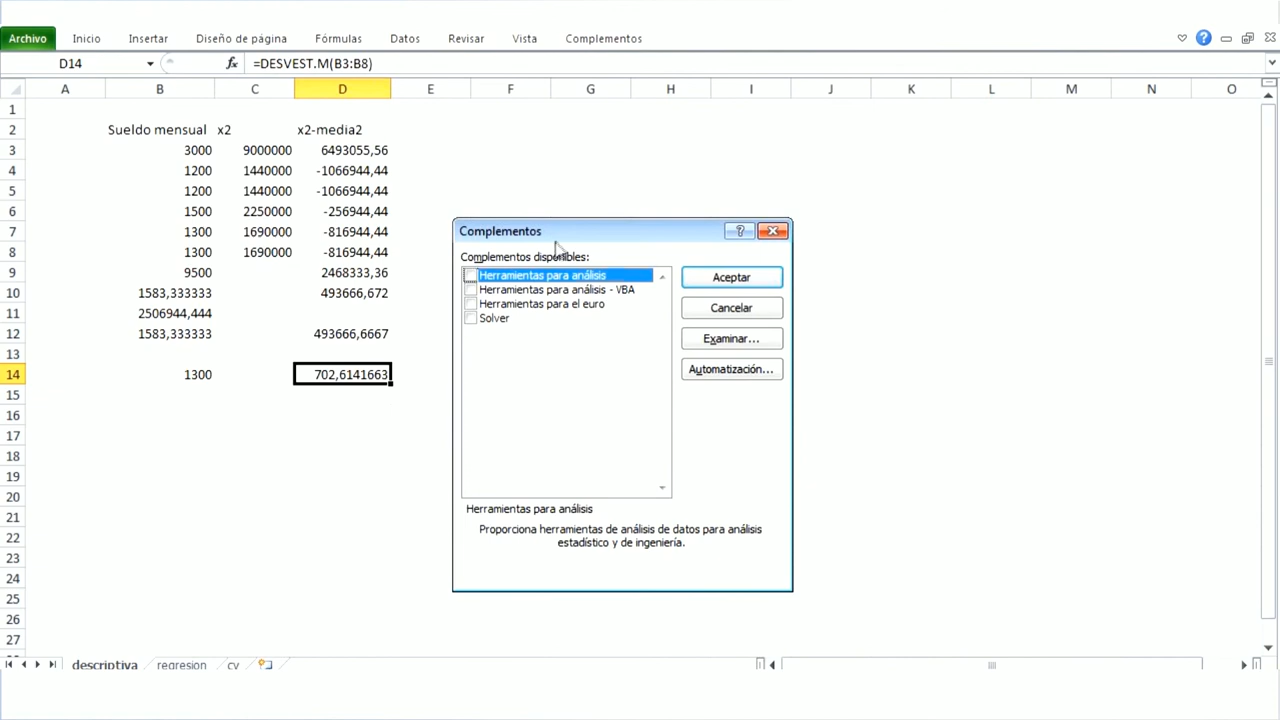 Archivo Inicio Insertar Diseño de página Fórmulas Datos Revisar Vista Complementos
D14 fx =DESVEST.M(B3:B8)
A B C D E F G H I J K L M N O
1
2 Sueldo mensual x2 x2-media2
3 3000 9000000 6493055,56
4 1200 1440000 -1066944,44
5 1200 1440000 -1066944,44
6 1500 2250000 -256944,44
7 1300 1690000 -816944,44
8 1300 1690000 -816944,44
9 9500 2468333,36
10 1583,333333 493666,672
11 2506944,444
12 1583,333333 493666,6667
13
14 1300 702,6141663
15
16
17
18
19
20
21
22
23
24
25
26
27
Complementos
Complementos disponibles:
Herramientas para análisis
Herramientas para análisis - VBA
Herramientas para el euro
Solver
Aceptar
Cancelar
Examinar...
Automatización...
Herramientas para análisis
Proporciona herramientas de análisis de datos para análisis
estadístico y de ingeniería.
descriptiva regresion cv